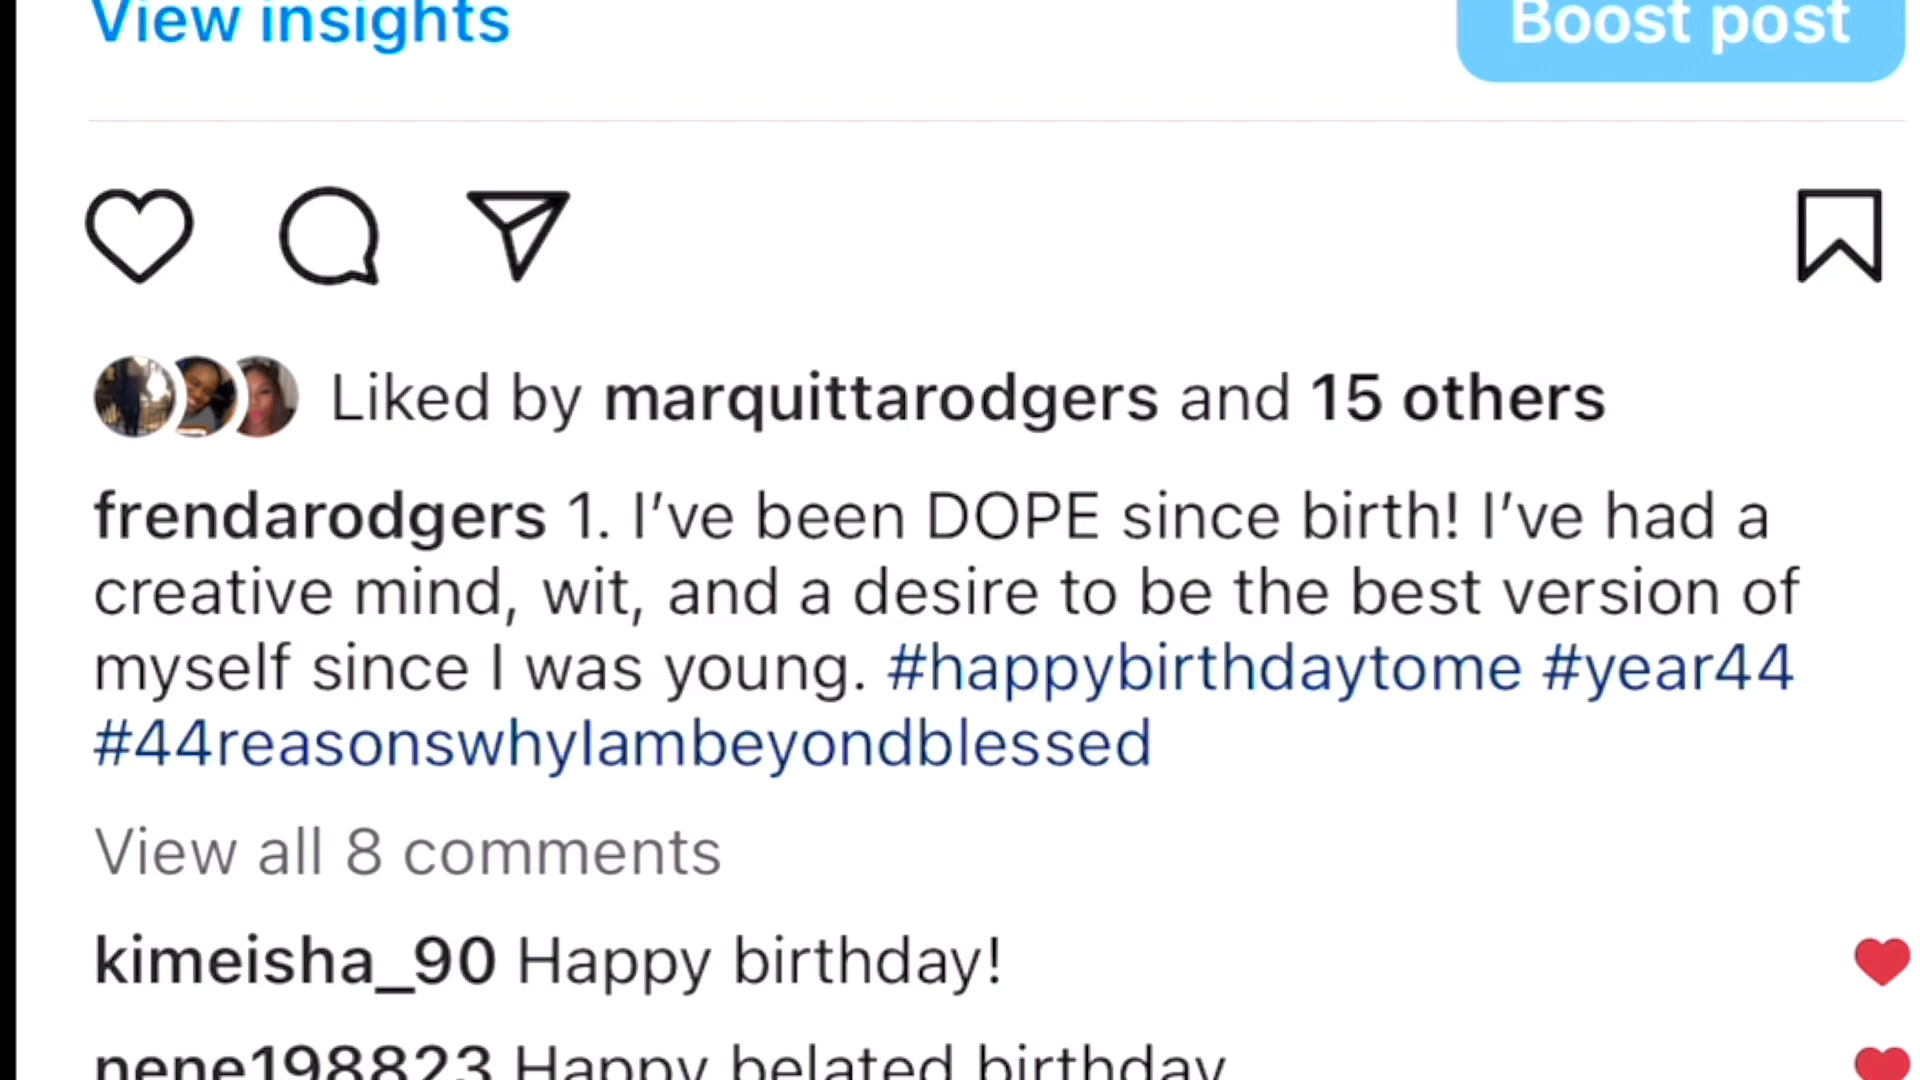 View insights
Boost post
Liked by marquittarodgers and 15 others
frendarodgers 1. I’ve been DOPE since birth! I’ve had a
creative mind, wit, and a desire to be the best version of
myself since I was young. #happybirthdaytome #year44
#44reasonswhyIambeyondblessed
View all 8 comments
kimeisha_90 Happy birthday!
nene198823 Happy belated birthday